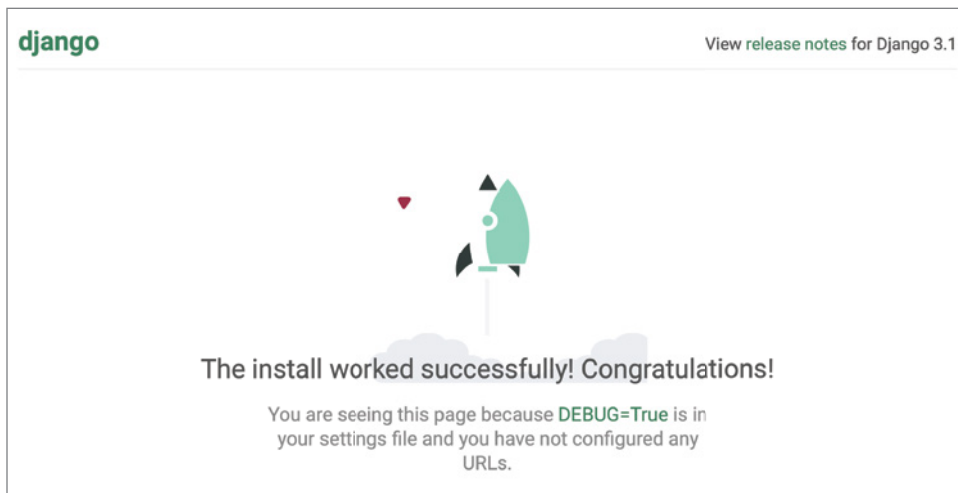 django
View release notes for Django 3.1
The install worked successfully! Congratulations!
You are seeing this page because DEBUG=True is in
your settings file and you have not configured any
URLs.